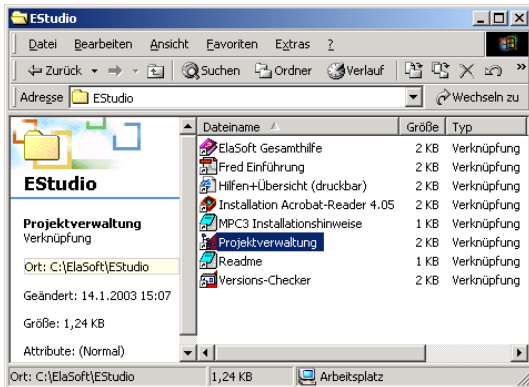 EStudio
Datei Bearbeiten Ansicht Favoriten Extras ?
Zurück Suchen Ordner Verlauf »
Adresse EStudio Wechseln zu
EStudio
Projektverwaltung
Verknüpfung
Ort: C:\ElaSoft\EStudio
Geändert: 14.1.2003 15:07
Größe: 1,24 KB
Attribute: (Normal)
Dateiname Größe Typ
ElaSoft Gesamthilfe 2 KB Verknüpfung
Fred Einführung 2 KB Verknüpfung
Hilfen+Übersicht (druckbar) 2 KB Verknüpfung
Installation Acrobat-Reader 4.05 2 KB Verknüpfung
MPC3 Installationshinweise 1 KB Verknüpfung
Projektverwaltung 2 KB Verknüpfung
Readme 1 KB Verknüpfung
Versions-Checker 2 KB Verknüpfung
Ort: C:\ElaSoft\EStudio 1,24 KB Arbeitsplatz